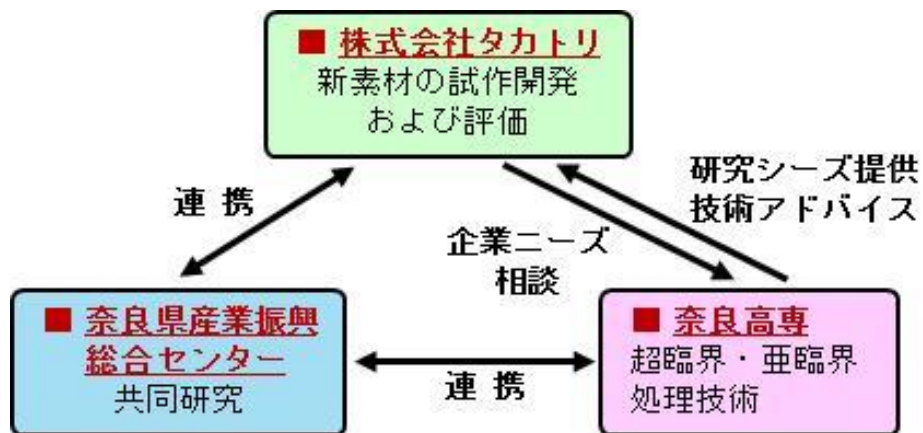 ■ 株式会社タカトリ
新素材の試作開発
および評価
連 携
企業ニーズ
相談
研究シーズ提供
技術アドバイス
■ 奈良県産業振興
総合センター
共同研究
連 携
■ 奈良高専
超臨界・亜臨界
処理技術